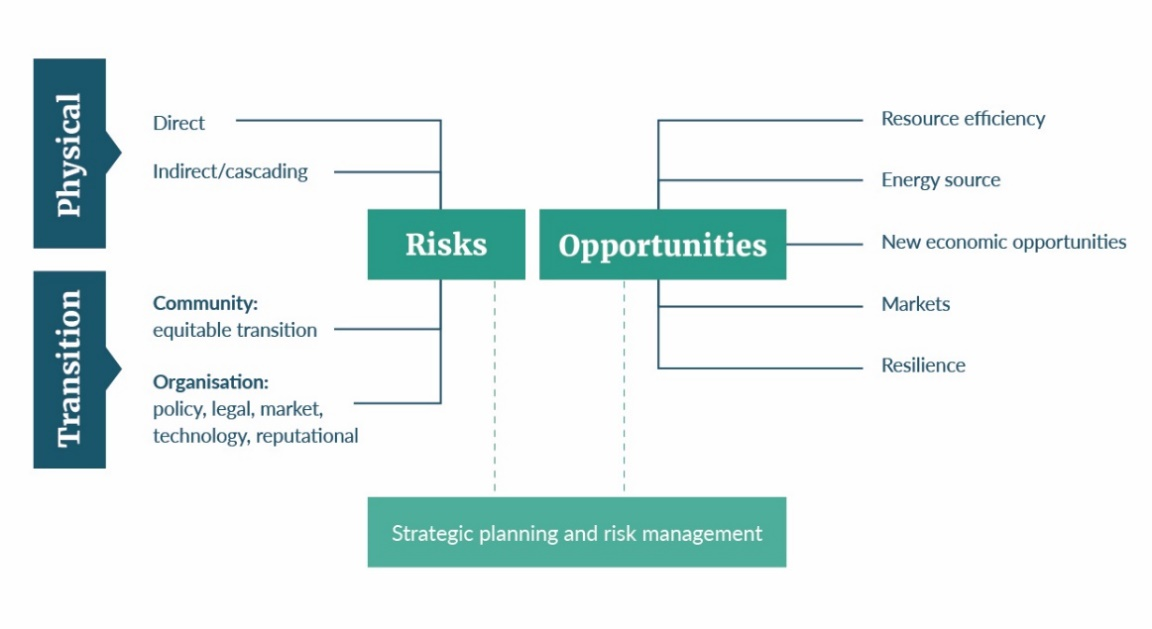 Physical
Direct
Indirect/cascading
Transition
Community:
equitable transition
Organisation:
policy, legal, market,
technology, reputational
Risks
Opportunities
Resource efficiency
Energy source
New economic opportunities
Markets
Resilience
Strategic planning and risk management